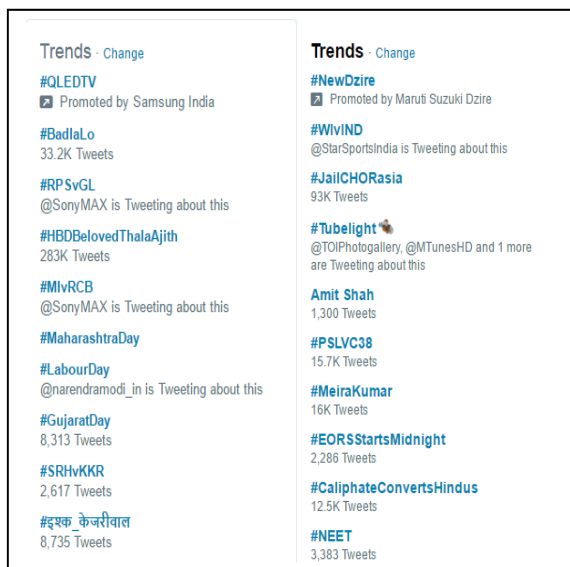 Trends · Change
#QLEDTV
Promoted by Samsung India
#BadlaLo
33.2K Tweets
#RPSvGL
@SonyMAX is Tweeting about this
#HBDBelovedThalaAjith
283K Tweets
#MIvRCB
@SonyMAX is Tweeting about this
#MaharashtraDay
#LabourDay
@narendramodi_in is Tweeting about this
#GujaratDay
8,313 Tweets
#SRHvKKR
2,617 Tweets
#इश्क_केजरीवाल
8,735 Tweets
Trends · Change
#NewDzire
Promoted by Maruti Suzuki Dzire
#WIvIND
@StarSportsIndia is Tweeting about this
#JailCHORasia
93K Tweets
#Tubelight
@TOIPhotogallery, @MTunesHD and 1 more
are Tweeting about this
Amit Shah
1,300 Tweets
#PSLVC38
15.7K Tweets
#MeiraKumar
16K Tweets
#EORSStartsMidnight
2,286 Tweets
#CaliphateConvertsHindus
12.5K Tweets
#NEET
3,383 Tweets